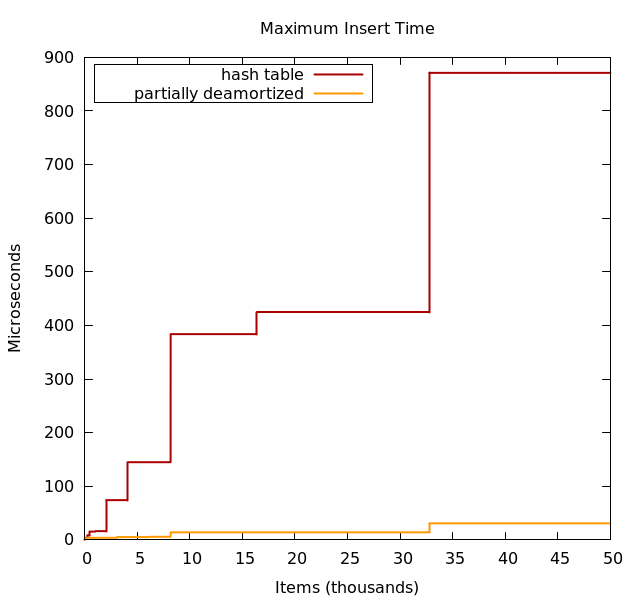 Maximum Insert Time
900
800
700
600
500
400
300
200
100
0
hash table
partially deamortized
Microseconds
0 5 10 15 20 25 30 35 40 45 50
Items (thousands)